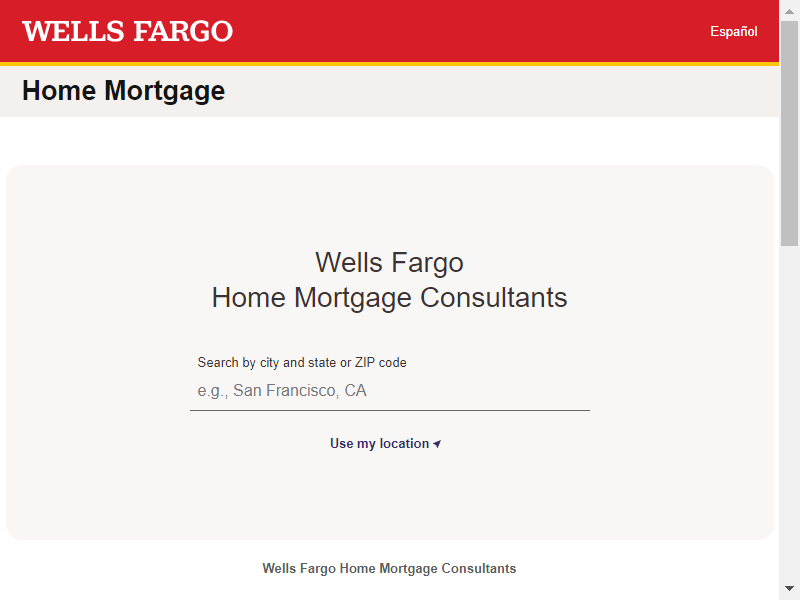 WELLS FARGO
Español
Home Mortgage
Wells Fargo
Home Mortgage Consultants
Search by city and state or ZIP code
e.g., San Francisco, CA
Use my location
Wells Fargo Home Mortgage Consultants